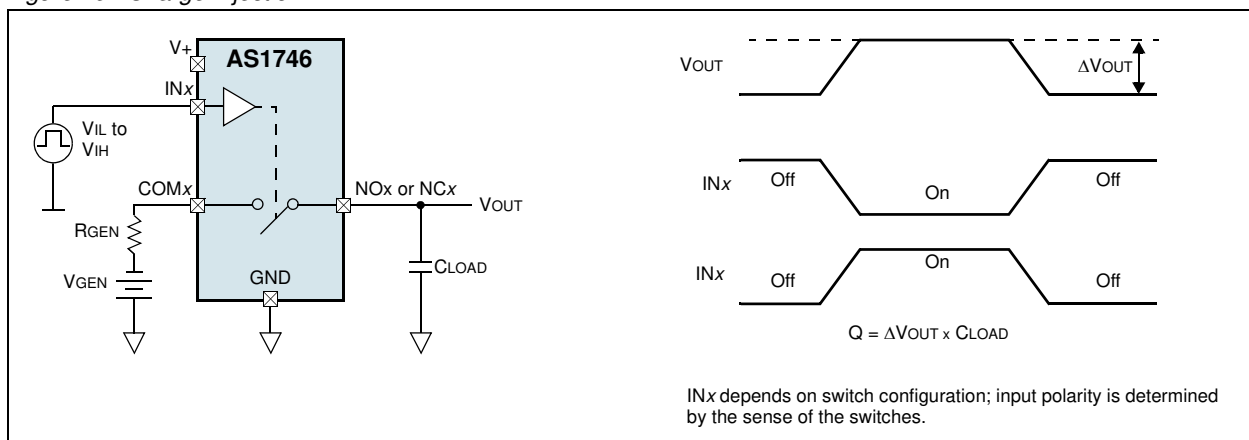 V+
AS1746
INx
VIL to
VIH
COMx
NOx or NCx
VOUT
RGEN
VGEN
GND
CLOAD
VOUT
ΔVOUT
INx
Off
On
Off
INx
Off
On
Off
Q = ΔVOUT x CLOAD
INx depends on switch configuration; input polarity is determined
by the sense of the switches.